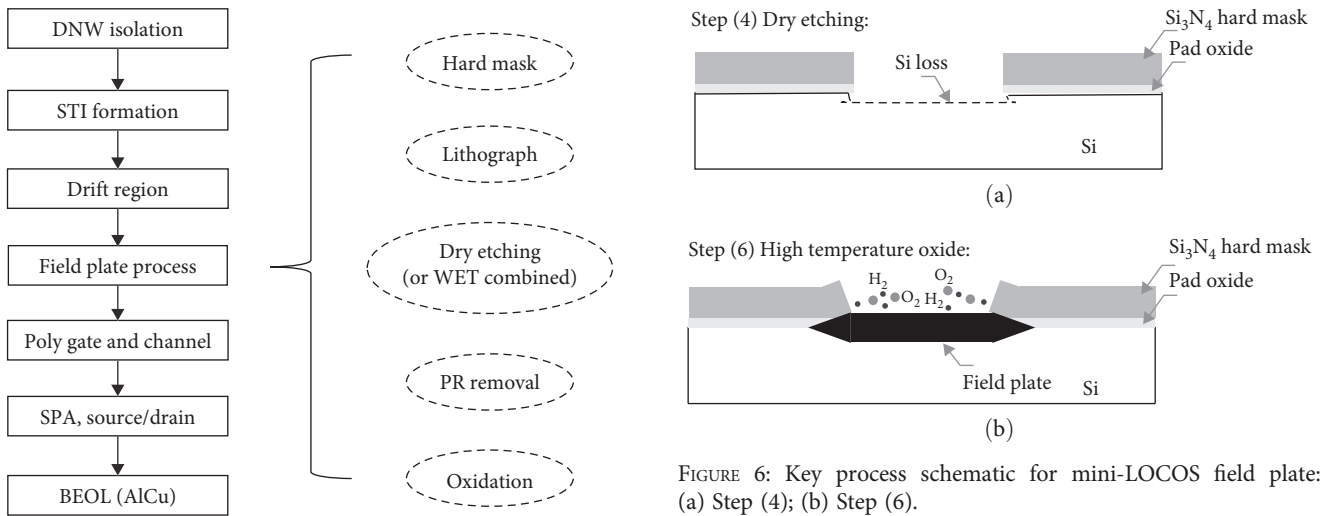 DNW isolation
STI formation
Drift region
Field plate process
Poly gate and channel
SPA, source/drain
BEOL (AlCu)
Hard mask
Lithograph
Dry etching
(or WET combined)
PR removal
Oxidation
Step (4) Dry etching:
Si₃N₄ hard mask
Pad oxide
Si loss
Si
(a)
Step (6) High temperature oxide:
Si₃N₄ hard mask
Pad oxide
H₂
O₂
O₂
H₂
Field plate
Si
(b)
FIGURE 6: Key process schematic for mini-LOCOS field plate:
(a) Step (4); (b) Step (6).